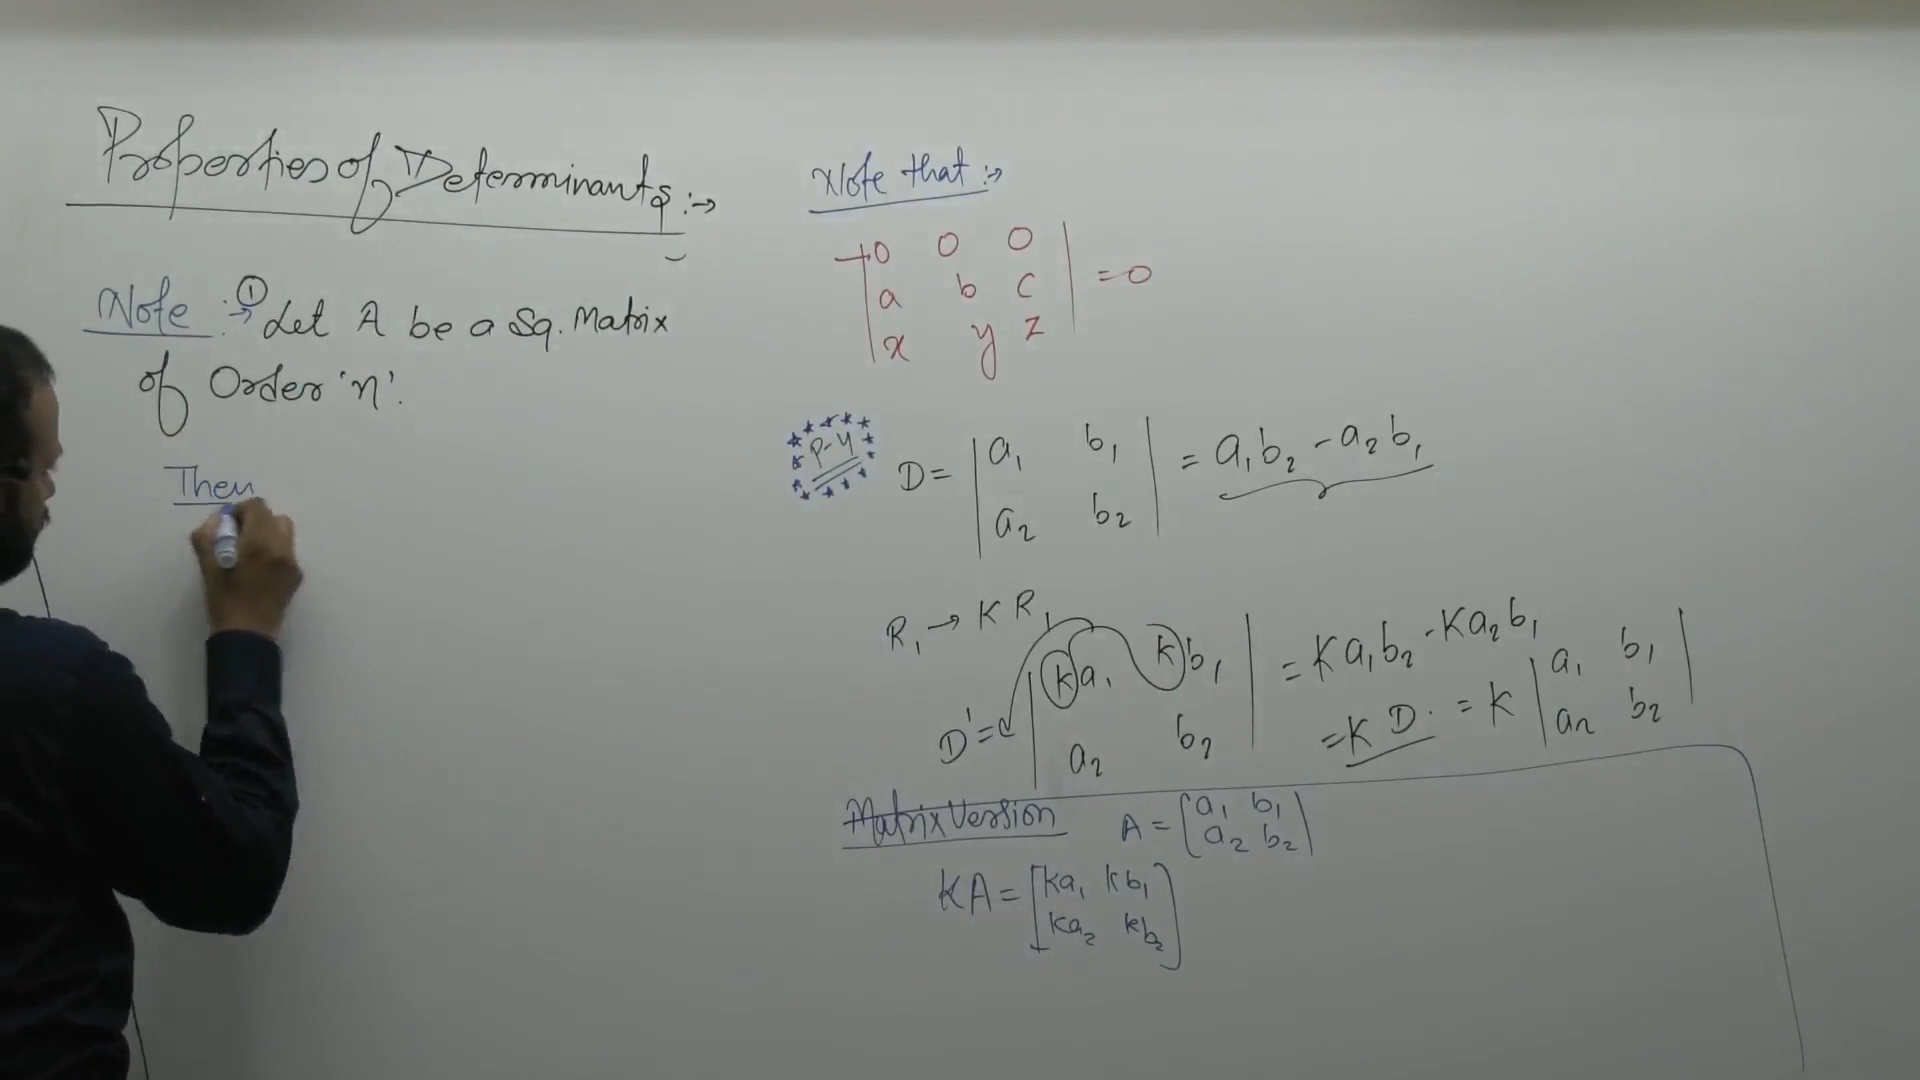 Properties of Determinants :→
Note :→ ① Let A be a Sq. Matrix
of Order 'n'.
Then
Note that :→
| 0 0 0 |
| a b c | = 0
| x y z |
P-4
D = | a₁ b₁ | = a₁b₂ - a₂b₁
| a₂ b₂ |
R₁ → K R₁
D' = | ka₁ kb₁ | = Ka₁b₂ - Ka₂b₁
| a₂ b₂ | = K D. = K | a₁ b₁ |
| a₂ b₂ |
Matrix Version A = [ a₁ b₁ ]
[ a₂ b₂ ]
KA = [ Ka₁ kb₁ ]
[ ka₂ kb₂ ]